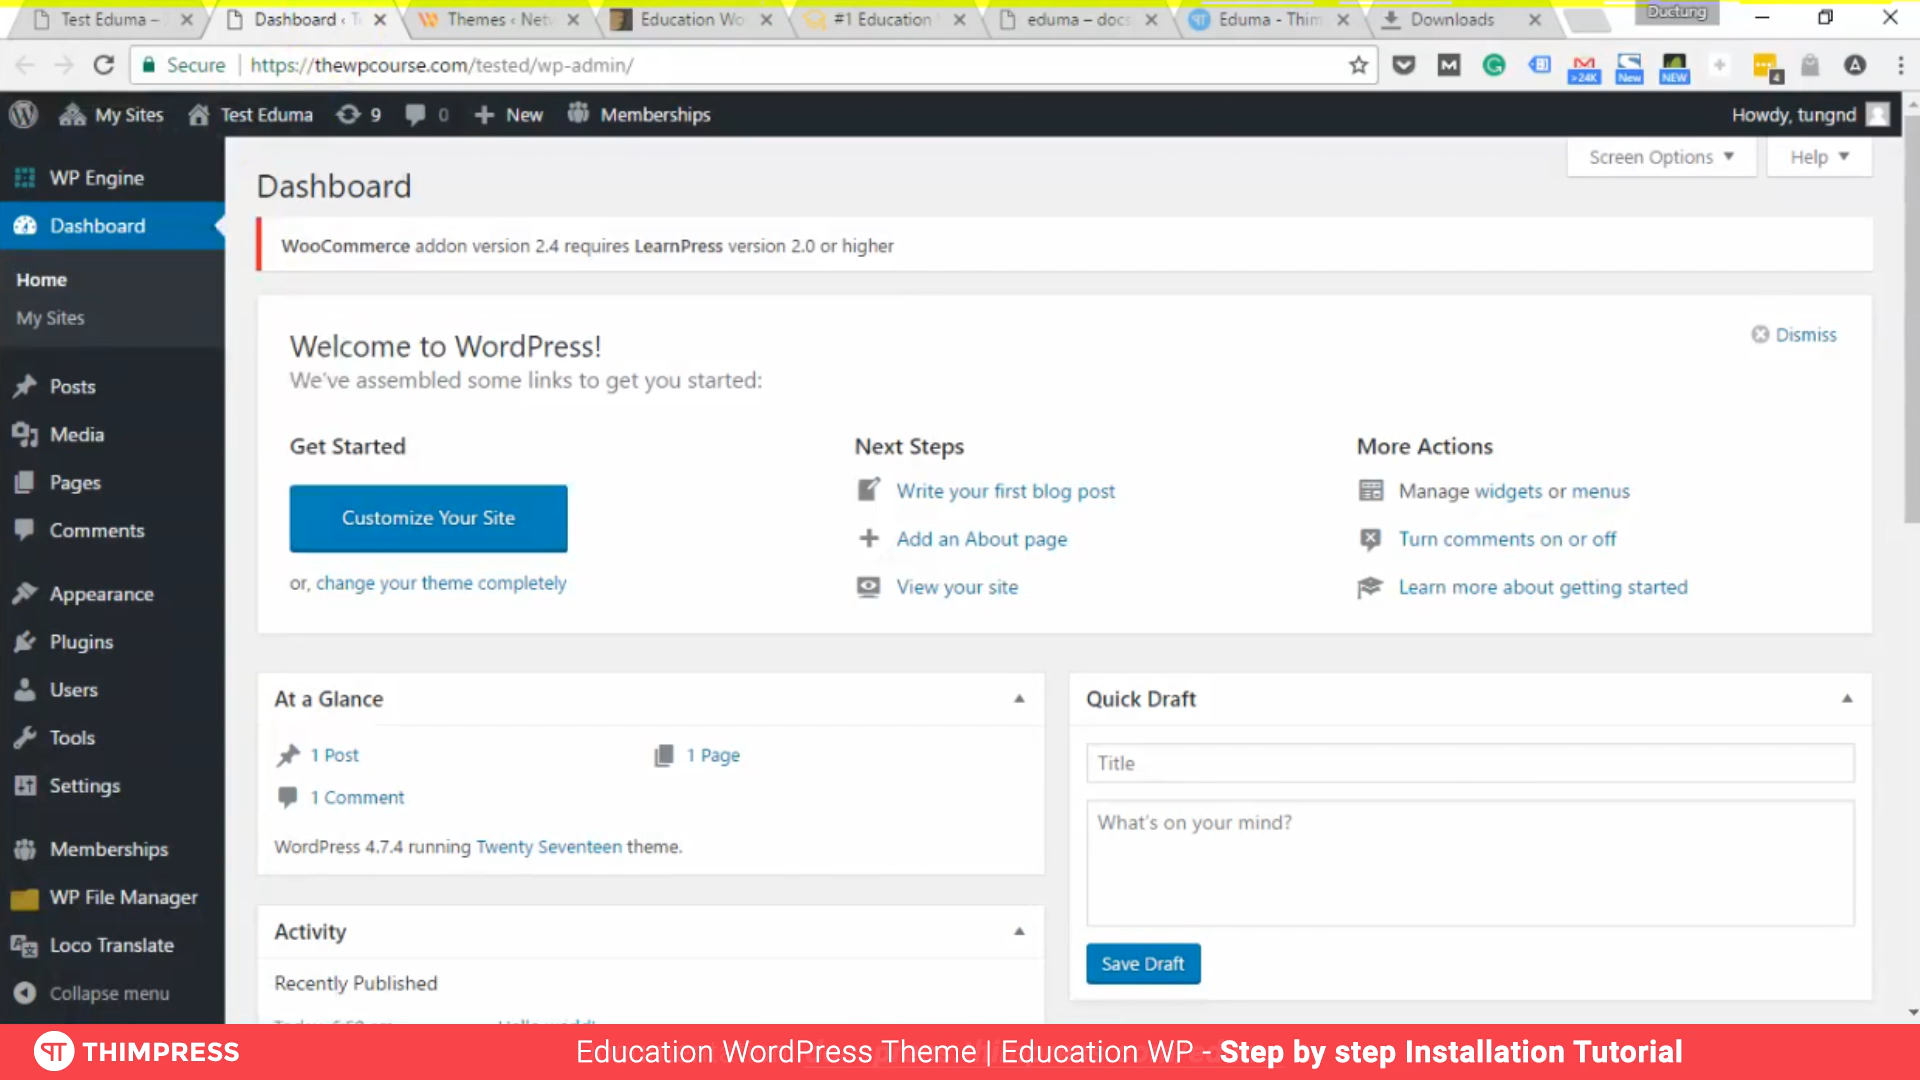 Test Eduma –
Dashboard ‹ T
Themes ‹ Net
Education Wo
#1 Education
eduma – docs
Eduma - Thim
Downloads
Ductung
Secure | https://thewpcourse.com/tested/wp-admin/
>24K
New
NEW
4
My Sites
Test Eduma
9
0
New
Memberships
Howdy, tungnd
WP Engine
Dashboard
Home
My Sites
Posts
Media
Pages
Comments
Appearance
Plugins
Users
Tools
Settings
Memberships
WP File Manager
Loco Translate
Collapse menu
Screen Options
Help
Dashboard
WooCommerce addon version 2.4 requires LearnPress version 2.0 or higher
Welcome to WordPress!
Dismiss
We've assembled some links to get you started:
Get Started
Customize Your Site
or, change your theme completely
Next Steps
Write your first blog post
Add an About page
View your site
More Actions
Manage widgets or menus
Turn comments on or off
Learn more about getting started
At a Glance
1 Post
1 Page
1 Comment
WordPress 4.7.4 running Twenty Seventeen theme.
Activity
Recently Published
Quick Draft
Title
What's on your mind?
Save Draft
THIMPRESS
Education WordPress Theme | Education WP - Step by step Installation Tutorial